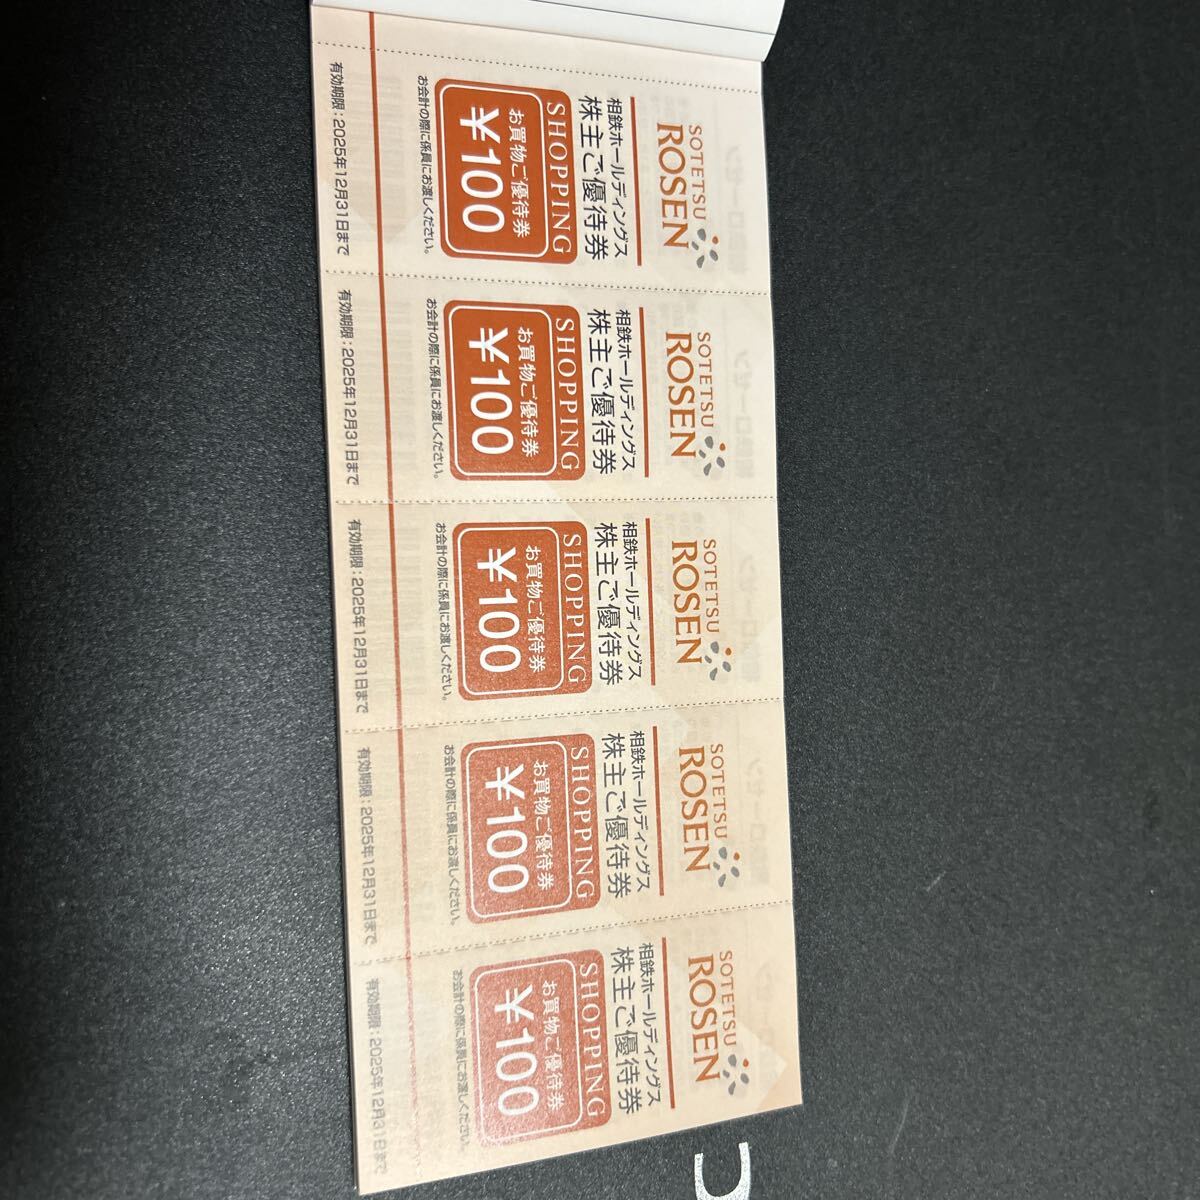 SOTETSU
ROSEN
相鉄ホールディングス
株主ご優待券
SHOPPING
お買物ご優待券
¥100
お会計の際に係員にお渡しください。
有効期限：2025年12月31日まで
SOTETSU
ROSEN
相鉄ホールディングス
株主ご優待券
SHOPPING
お買物ご優待券
¥100
お会計の際に係員にお渡しください。
有効期限：2025年12月31日まで
SOTETSU
ROSEN
相鉄ホールディングス
株主ご優待券
SHOPPING
お買物ご優待券
¥100
お会計の際に係員にお渡しください。
有効期限：2025年12月31日まで
SOTETSU
ROSEN
相鉄ホールディングス
株主ご優待券
SHOPPING
お買物ご優待券
¥100
お会計の際に係員にお渡しください。
有効期限：2025年12月31日まで
SOTETSU
ROSEN
相鉄ホールディングス
株主ご優待券
SHOPPING
お買物ご優待券
¥100
お会計の際に係員にお渡しください。
有効期限：2025年12月31日まで